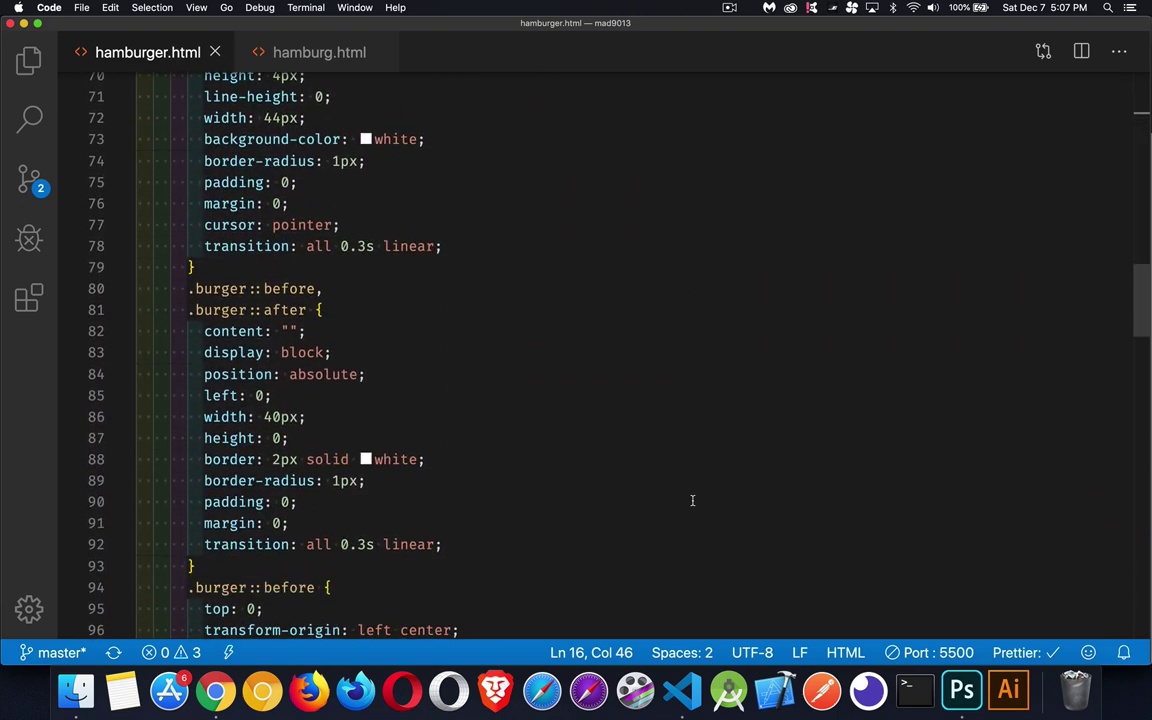 Code File Edit Selection View Go Debug Terminal Window Help 100% Sat Dec 7 5:07 PM
hamburger.html — mad9013
hamburger.html hamburg.html
70 height: 4px;
71 line-height: 0;
72 width: 44px;
73 background-color: white;
74 border-radius: 1px;
75 padding: 0;
76 margin: 0;
77 cursor: pointer;
78 transition: all 0.3s linear;
79 }
80 .burger::before,
81 .burger::after {
82 content: "";
83 display: block;
84 position: absolute;
85 left: 0;
86 width: 40px;
87 height: 0;
88 border: 2px solid white;
89 border-radius: 1px;
90 padding: 0;
91 margin: 0;
92 transition: all 0.3s linear;
93 }
94 .burger::before {
95 top: 0;
96 transform-origin: left center;
2
master* 0 3 Ln 16, Col 46 Spaces: 2 UTF-8 LF HTML Port : 5500 Prettier: ✓
6
>_
Ps
Ai